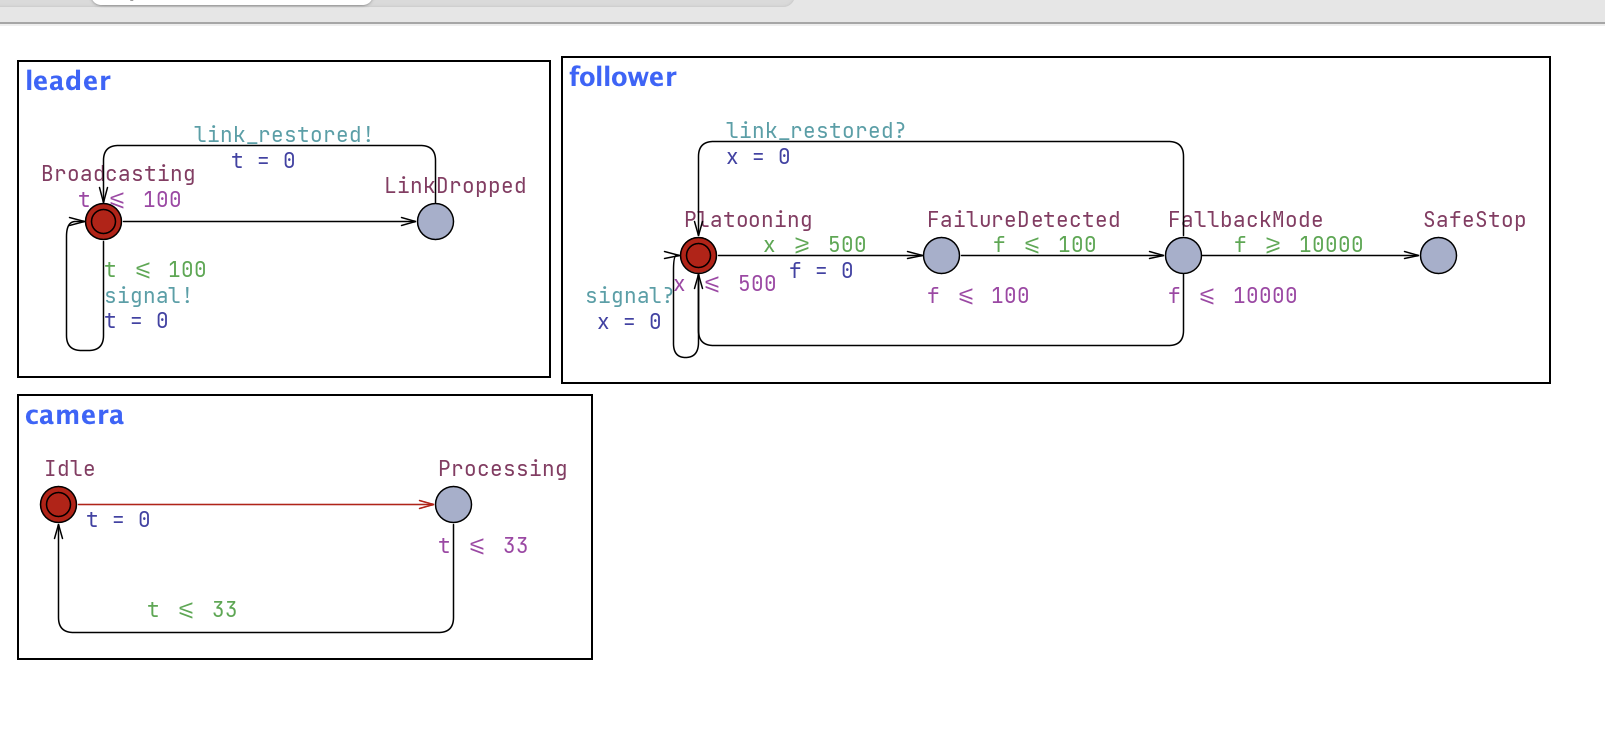 leader
link_restored!
t = 0
Broadcasting
t ≤ 100
LinkDropped
t ≤ 100
signal!
t = 0
follower
link_restored?
x = 0
Platooning
FailureDetected
FallbackMode
SafeStop
x ≥ 500
f = 0
f ≤ 100
f ≥ 10000
x ≤ 500
signal?
x = 0
f ≤ 100
f ≤ 10000
camera
Idle
Processing
t = 0
t ≤ 33
t ≤ 33